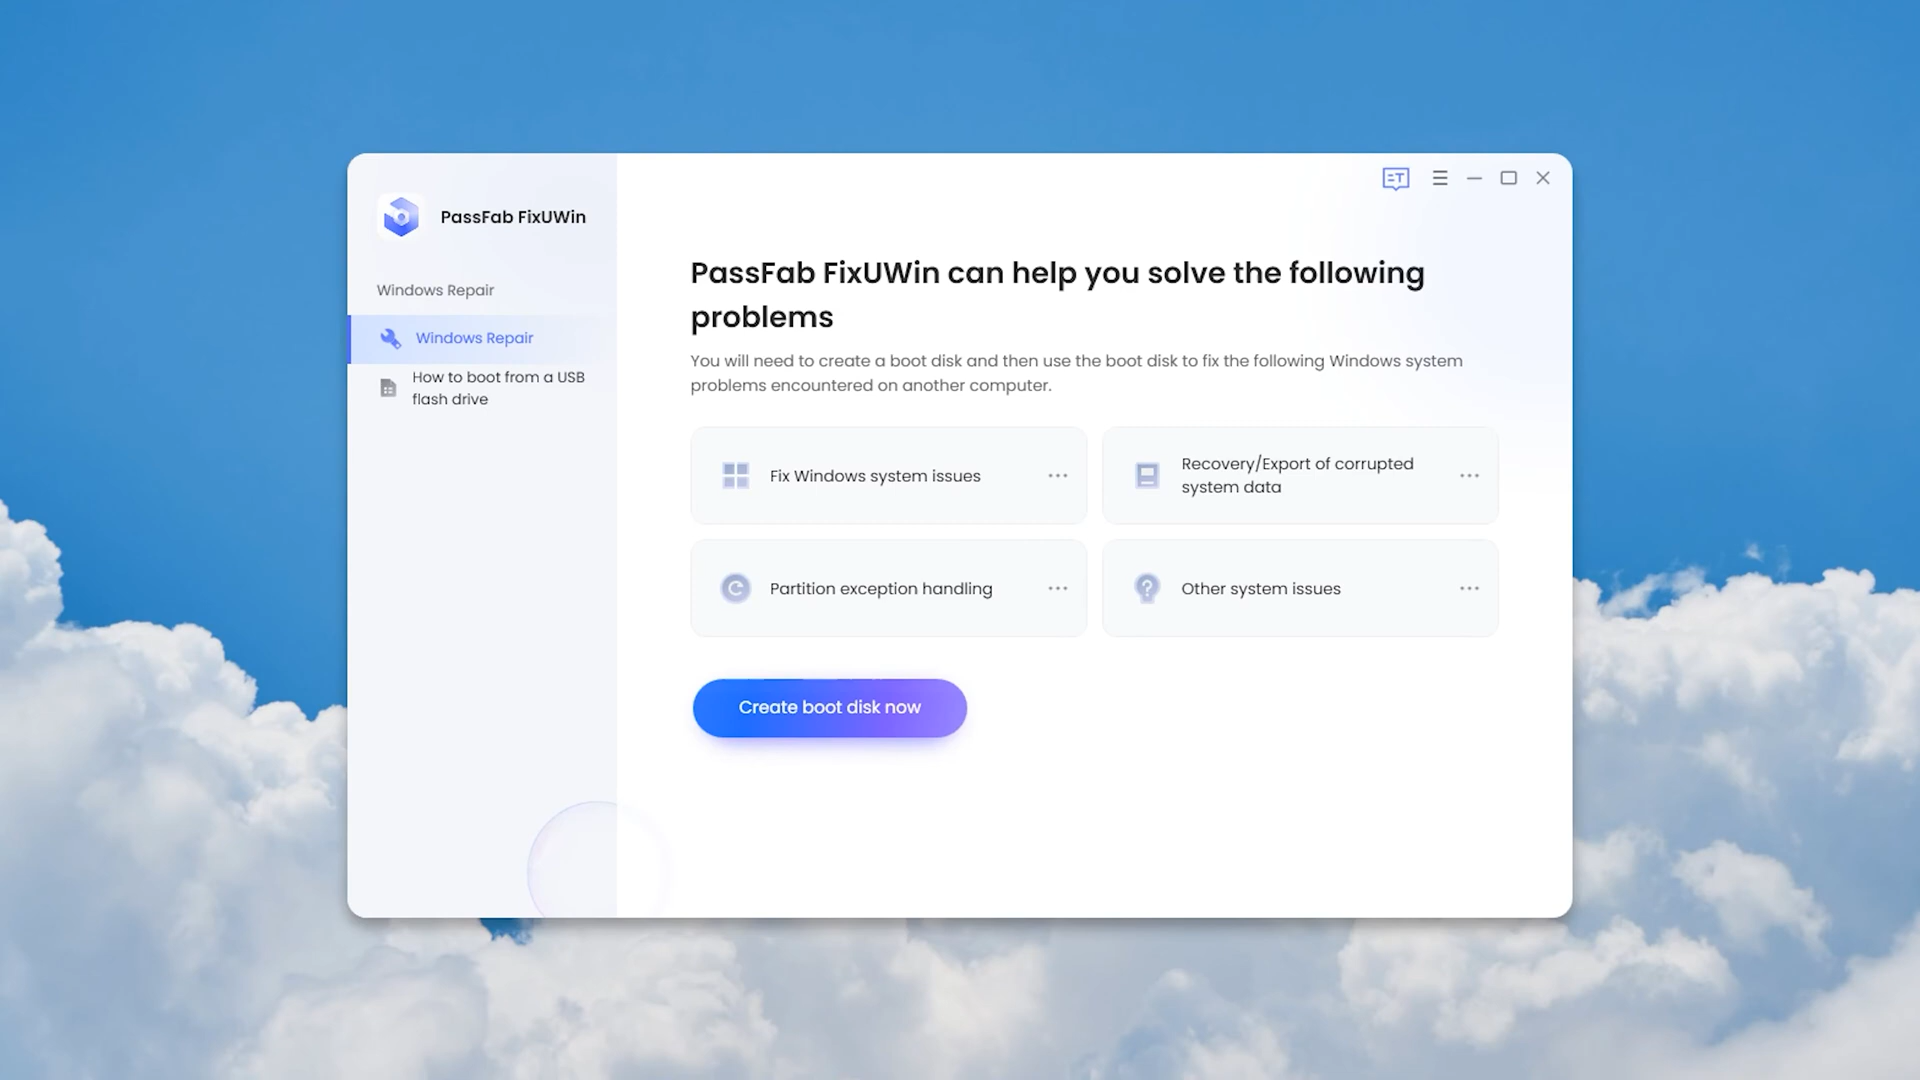 PassFab FixUWin
Windows Repair
Windows Repair
How to boot from a USB
flash drive
PassFab FixUWin can help you solve the following
problems
You will need to create a boot disk and then use the boot disk to fix the following Windows system
problems encountered on another computer.
Fix Windows system issues
Recovery/Export of corrupted
system data
Partition exception handling
Other system issues
Create boot disk now